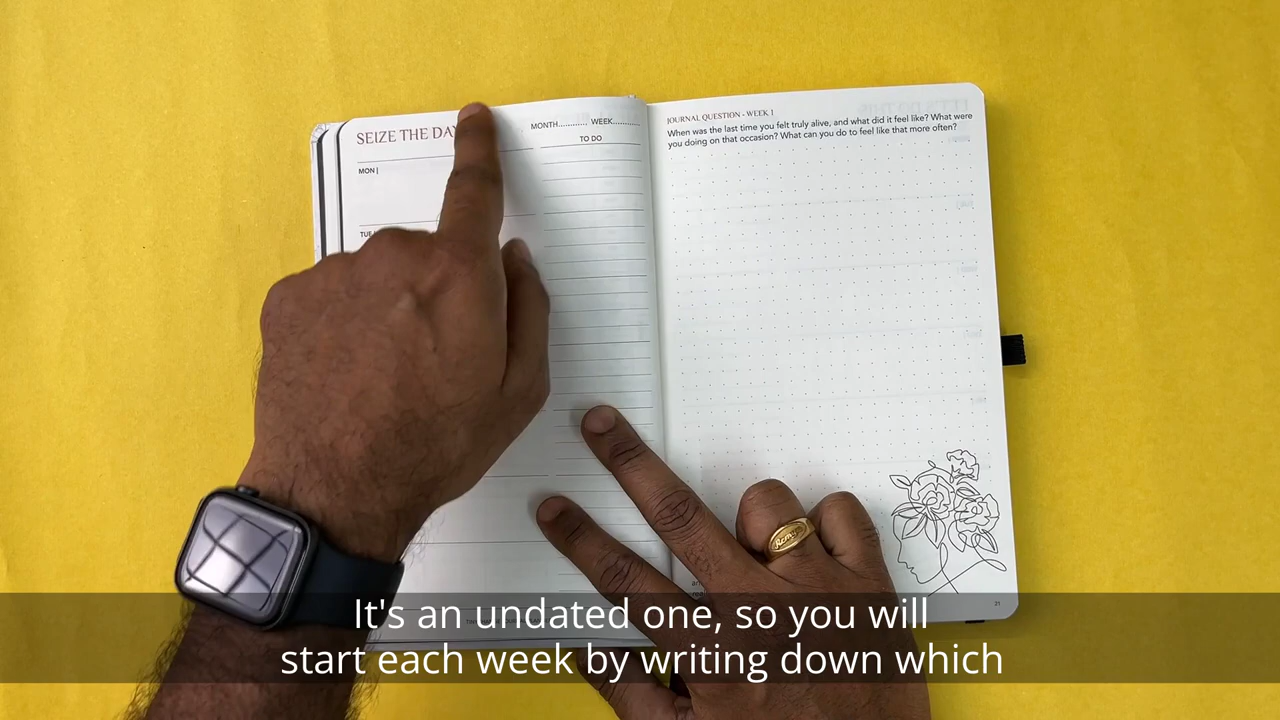 SEIZE THE DAY
MONTH........... WEEK...........
TO DO
MON |
JOURNAL QUESTION - WEEK 1
When was the last time you felt truly alive, and what did it feel like? What were
you doing on that occasion? What can you do to feel like that more often?
31
It's an undated one, so you will
start each week by writing down which